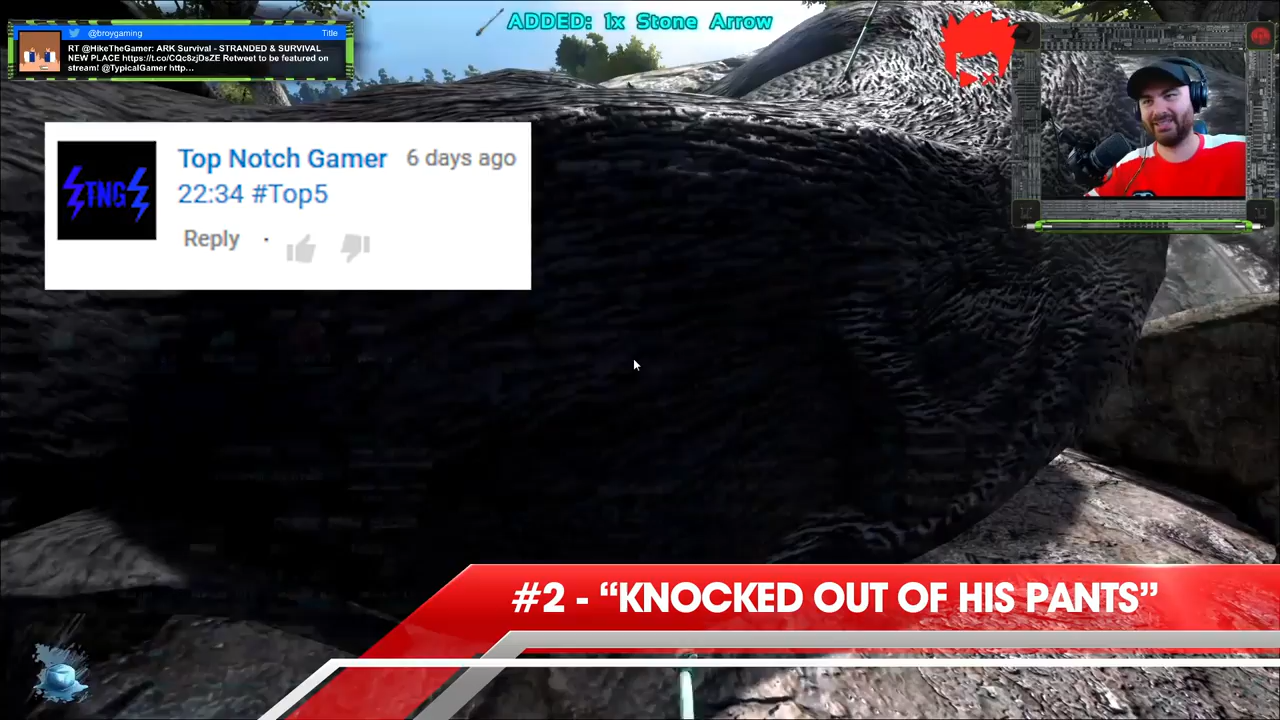 ADDED: 1x Stone Arrow
@broygaming
Title
RT @HikeTheGamer: ARK Survival - STRANDED & SURVIVAL
NEW PLACE https://t.co/CQc8zjDsZE Retweet to be featured on
stream! @TypicalGamer http...
Top Notch Gamer 6 days ago
TNG
22:34 #Top5
Reply ·
#2 - “KNOCKED OUT OF HIS PANTS”